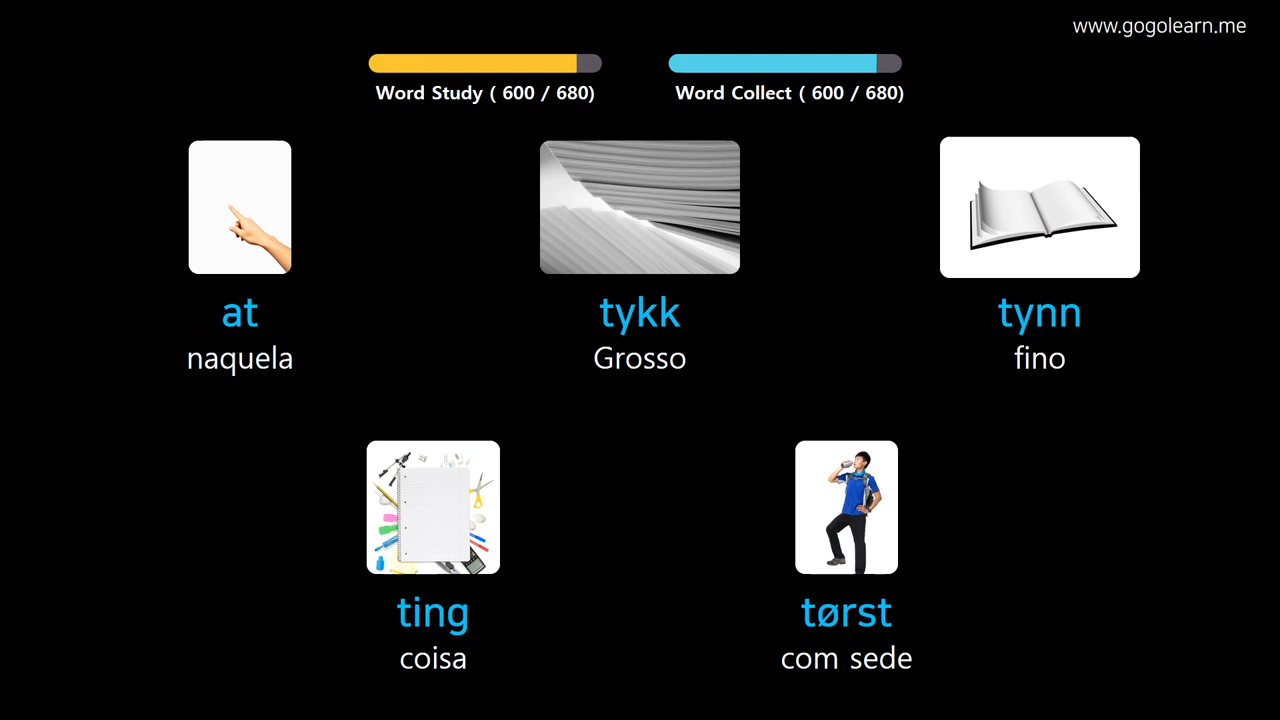 www.gogolearn.me
Word Study ( 600 / 680)
Word Collect ( 600 / 680)
at
naquela
tykk
Grosso
tynn
fino
ting
coisa
tørst
com sede